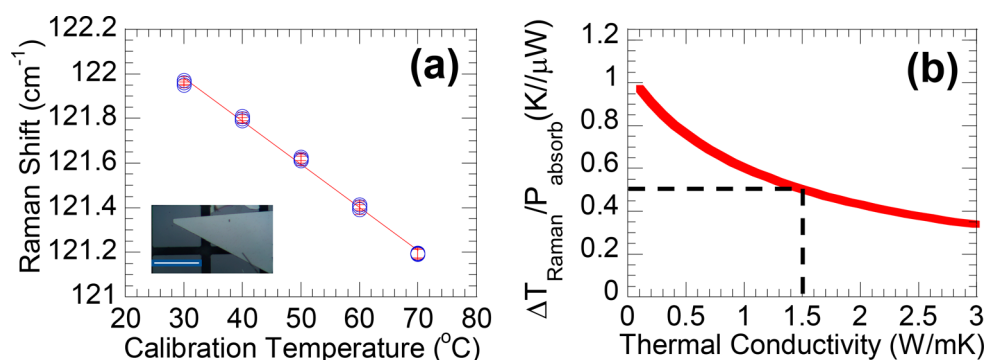 (a)
Raman Shift (cm⁻¹)
122.2
122
121.8
121.6
121.4
121.2
121
20 30 40 50 60 70 80
Calibration Temperature (°C)
(b)
ΔT_Raman/P_absorb(K//μW)
1.2
1
0.8
0.6
0.4
0.2
0
0 0.5 1 1.5 2 2.5 3
Thermal Conductivity (W/mK)